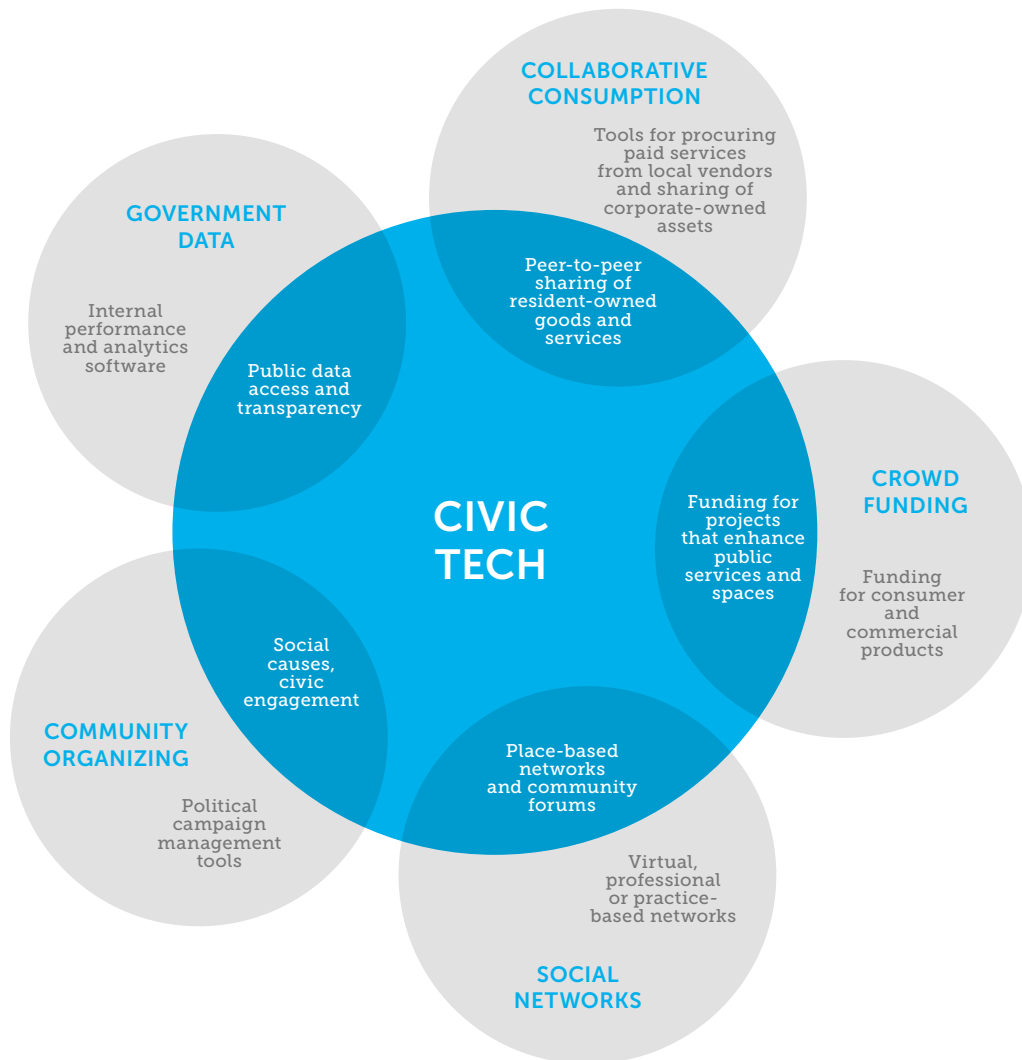 COLLABORATIVE
CONSUMPTION
Tools for procuring
paid services
from local vendors
and sharing of
corporate-owned
assets
Peer-to-peer
sharing of
resident-owned
goods and
services
GOVERNMENT
DATA
Internal
performance
and analytics
software
Public data
access and
transparency
CIVIC
TECH
CROWD
FUNDING
Funding for
projects
that enhance
public
services and
spaces
Funding
for consumer
and
commercial
products
Social
causes,
civic
engagement
COMMUNITY
ORGANIZING
Political
campaign
management
tools
Place-based
networks
and community
forums
Virtual,
professional
or practice-
based networks
SOCIAL
NETWORKS